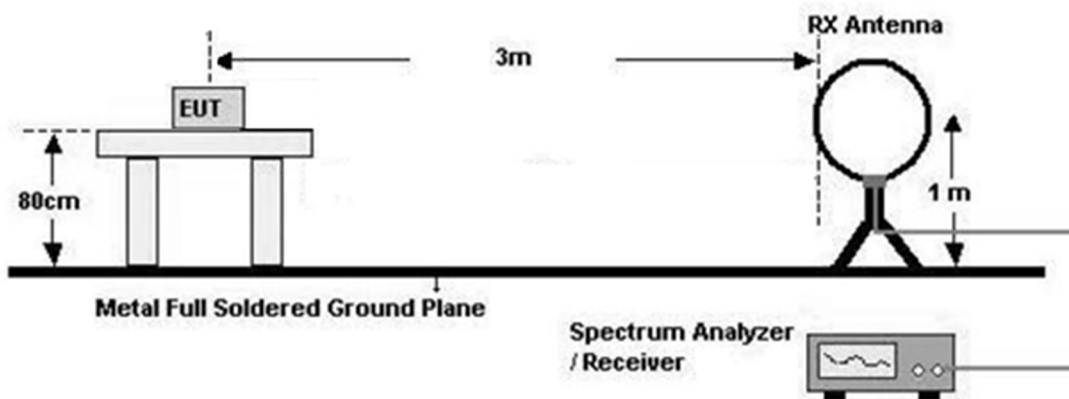 RX Antenna
3m
EUT
80cm
1 m
Metal Full Soldered Ground Plane
Spectrum Analyzer
/ Receiver